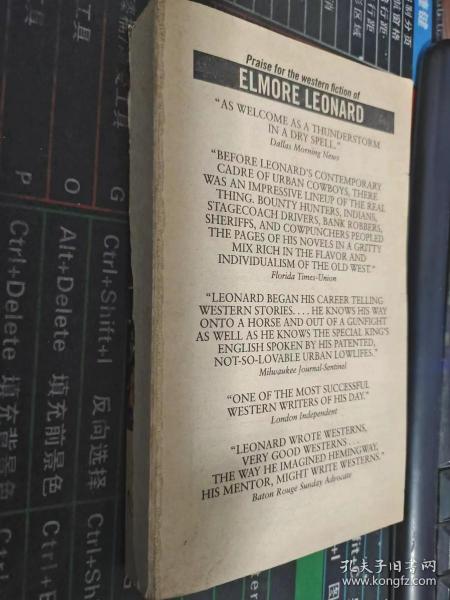 Praise for the western fiction of
ELMORE LEONARD
"AS WELCOME AS A THUNDERSTORM
IN A DRY SPELL."
Dallas Morning News
"BEFORE LEONARD'S CONTEMPORARY
CADRE OF URBAN COWBOYS, THERE
WAS AN IMPRESSIVE LINEUP OF THE REAL
THING. BOUNTY HUNTERS, INDIANS,
STAGECOACH DRIVERS, BANK ROBBERS,
SHERIFFS, AND COWPUNCHERS PEOPLED
THE PAGES OF HIS NOVELS IN A GRITTY
MIX RICH IN THE FLAVOR AND
INDIVIDUALISM OF THE OLD WEST."
Florida Times-Union
"LEONARD BEGAN HIS CAREER TELLING
WESTERN STORIES. . . . HE KNOWS HIS WAY
ONTO A HORSE AND OUT OF A GUNFIGHT
AS WELL AS HE KNOWS THE SPECIAL KING'S
ENGLISH SPOKEN BY HIS PATENTED,
NOT-SO-LOVABLE URBAN LOWLIFES."
Milwaukee Journal-Sentinel
"ONE OF THE MOST SUCCESSFUL
WESTERN WRITERS OF HIS DAY."
London Independent
"LEONARD WROTE WESTERNS,
VERY GOOD WESTERNS . . .
THE WAY HE IMAGINED HEMINGWAY,
HIS MENTOR, MIGHT WRITE WESTERNS."
Baton Rouge Sunday Advocate
G
O
P
工具
Ctrl+Shift+I 反向选择
Alt+Delete 填充前景色
Ctrl+Delete 填充背景色
孔夫子旧书网
www.kongfz.com